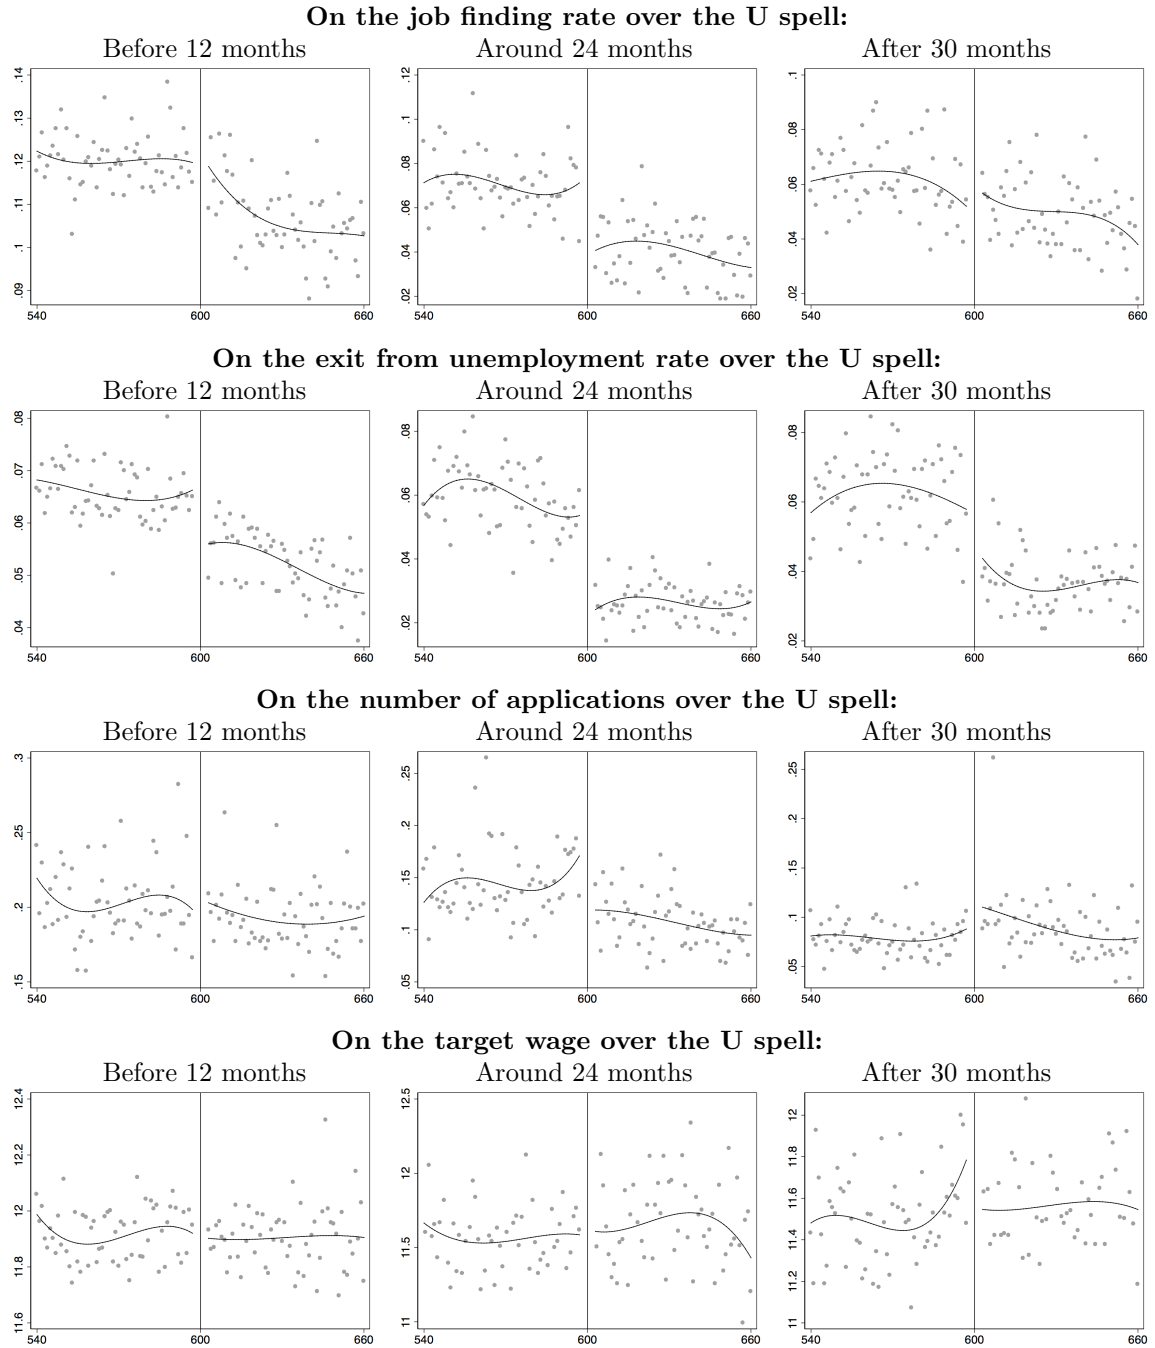 On the job finding rate over the U spell:
Before 12 months Around 24 months After 30 months
.14 .13 .12 .11 .1 .09
540 600 660
.12 .1 .08 .06 .04 .02
540 600 660
.1 .08 .06 .04 .02
540 600 660
On the exit from unemployment rate over the U spell:
Before 12 months Around 24 months After 30 months
.08 .07 .06 .05 .04
540 600 660
.08 .06 .04 .02
540 600 660
.08 .06 .04 .02
540 600 660
On the number of applications over the U spell:
Before 12 months Around 24 months After 30 months
.3 .25 .2 .15
540 600 660
.25 .2 .15 .1 .05
540 600 660
.25 .2 .15 .1 .05
540 600 660
On the target wage over the U spell:
Before 12 months Around 24 months After 30 months
12.4 12.2 12 11.8 11.6
540 600 660
12.5 12 11.5 11
540 600 660
12 11.8 11.6 11.4 11.2 11
540 600 660